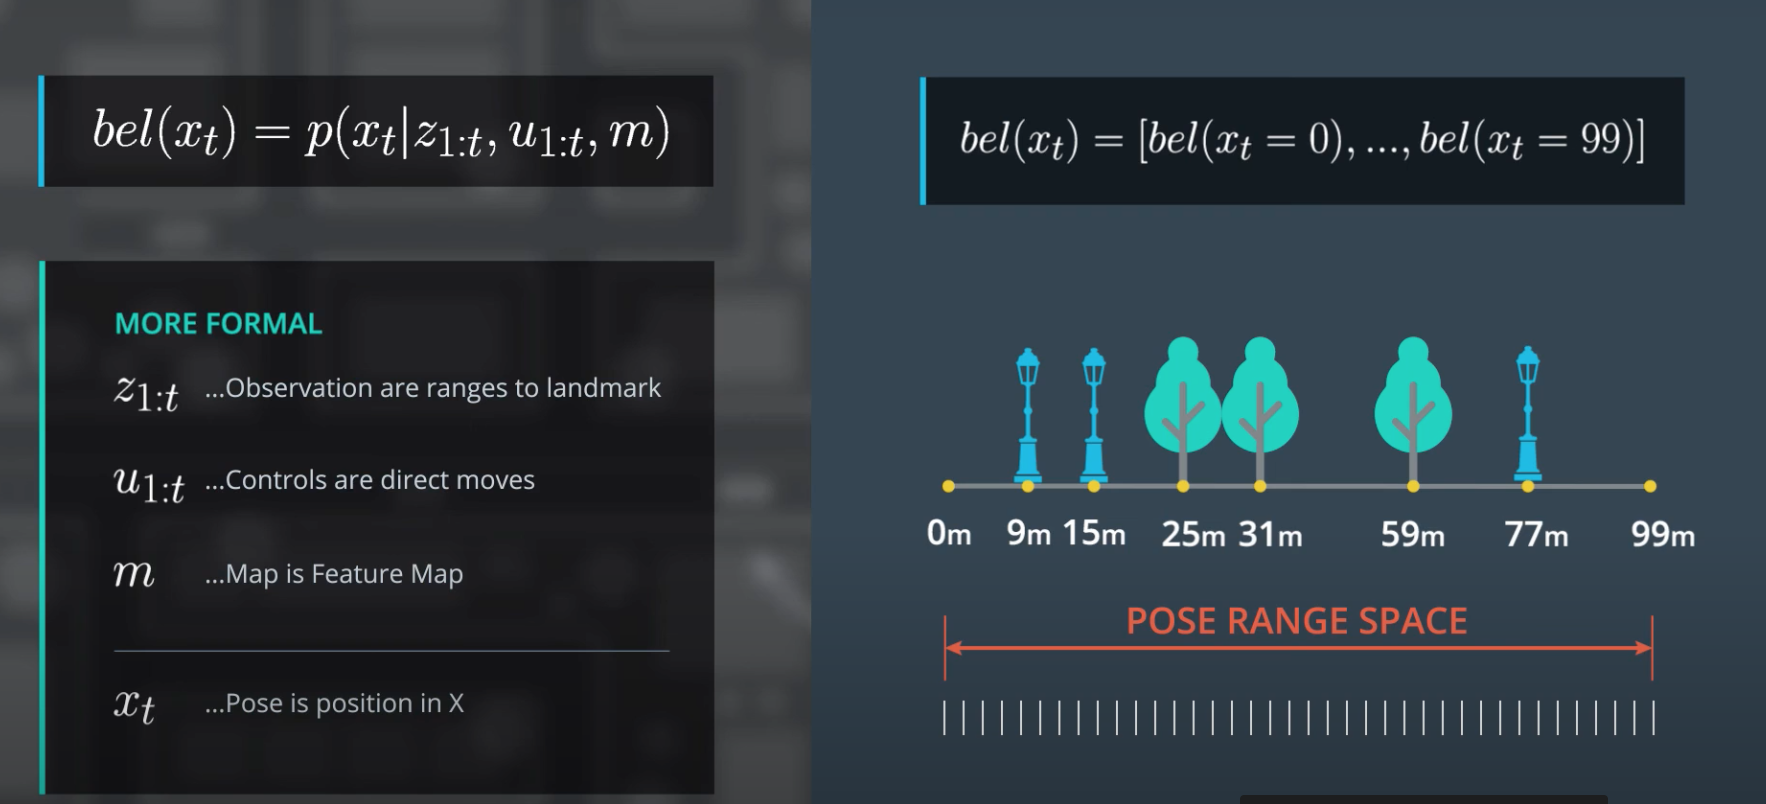 bel(x_t) = p(x_t|z_{1:t}, u_{1:t}, m)
MORE FORMAL
z_{1:t} ...Observation are ranges to landmark
u_{1:t} ...Controls are direct moves
m ...Map is Feature Map
x_t ...Pose is position in X
bel(x_t) = [bel(x_t = 0), ..., bel(x_t = 99)]
0m 9m 15m 25m 31m 59m 77m 99m
POSE RANGE SPACE